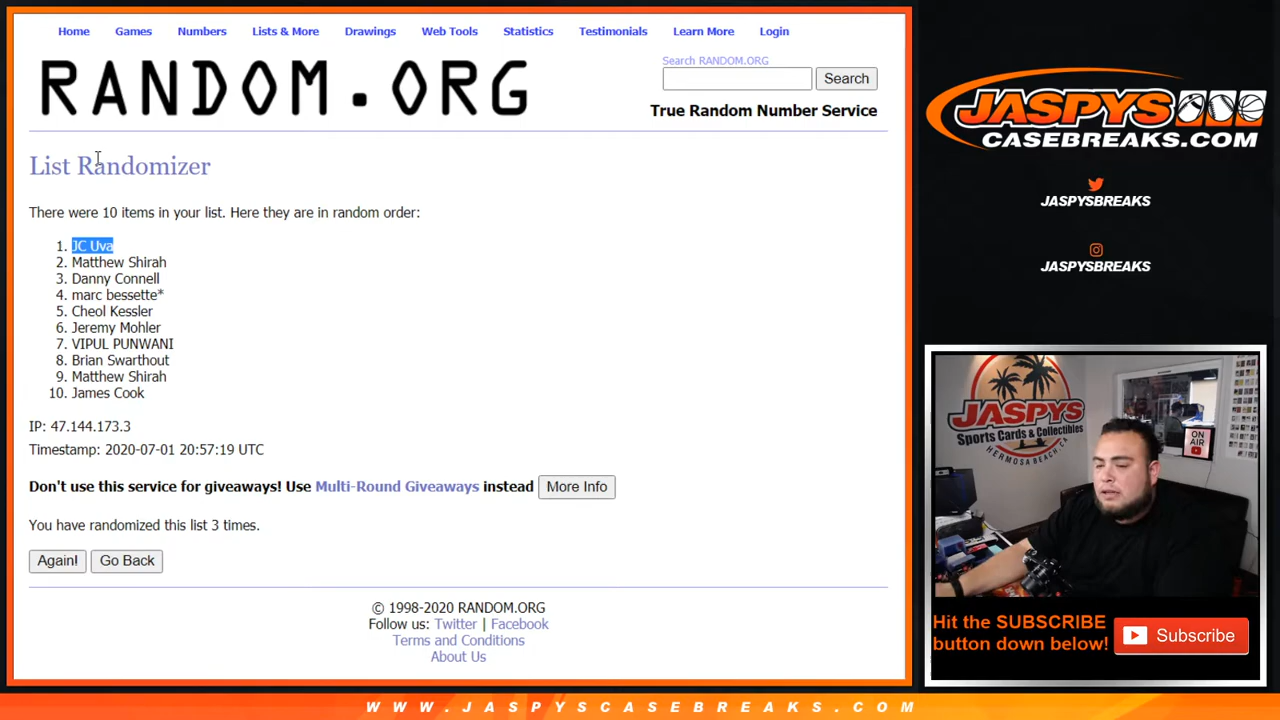 Home Games Numbers Lists & More Drawings Web Tools Statistics Testimonials Learn More Login
RANDOM.ORG
Search RANDOM.ORG
Search
True Random Number Service
List Randomizer
There were 10 items in your list. Here they are in random order:
1. JC Uva
2. Matthew Shirah
3. Danny Connell
4. marc bessette*
5. Cheol Kessler
6. Jeremy Mohler
7. VIPUL PUNWANI
8. Brian Swarthout
9. Matthew Shirah
10. James Cook
IP: 47.144.173.3
Timestamp: 2020-07-01 20:57:19 UTC
Don't use this service for giveaways! Use Multi-Round Giveaways instead More Info
You have randomized this list 3 times.
Again! Go Back
© 1998-2020 RANDOM.ORG
Follow us: Twitter | Facebook
Terms and Conditions
About Us
JASPYS
CASEBREAKS.COM
JASPYSBREAKS
JASPYSBREAKS
JASPYS
Sports Cards & Collectibles
HERMOSA BEACH, CA
ON AIR
Hit the SUBSCRIBE
button down below!
Subscribe
WWW.JASPYSCASEBREAKS.COM